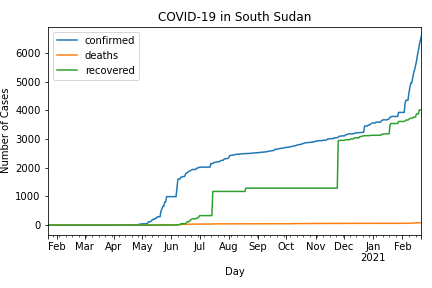 COVID-19 in South Sudan
confirmed
deaths
recovered
Number of Cases
6000
5000
4000
3000
2000
1000
0
Feb Mar Apr May Jun Jul Aug Sep Oct Nov Dec Jan Feb
2021
Day